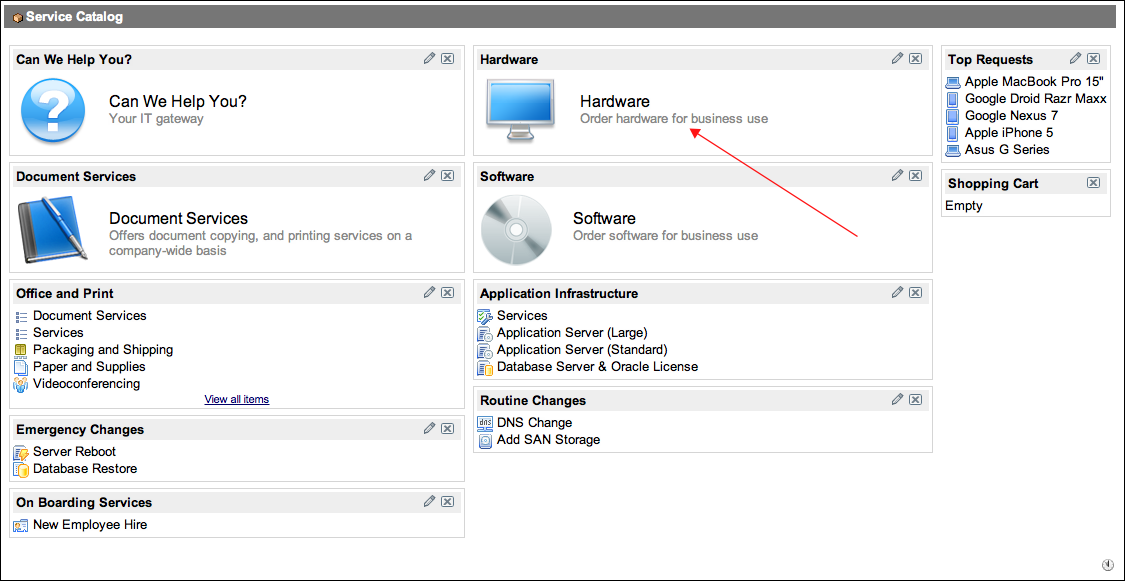 Service Catalog
Can We Help You?
Can We Help You?
Your IT gateway
Document Services
Document Services
Offers document copying, and printing services on a
company-wide basis
Office and Print
Document Services
Services
Packaging and Shipping
Paper and Supplies
Videoconferencing
View all items
Emergency Changes
Server Reboot
Database Restore
On Boarding Services
New Employee Hire
Hardware
Hardware
Order hardware for business use
Software
Software
Order software for business use
Application Infrastructure
Services
Application Server (Large)
Application Server (Standard)
Database Server & Oracle License
Routine Changes
dns
DNS Change
Add SAN Storage
Top Requests
Apple MacBook Pro 15"
Google Droid Razr Maxx
Google Nexus 7
Apple iPhone 5
Asus G Series
Shopping Cart
Empty